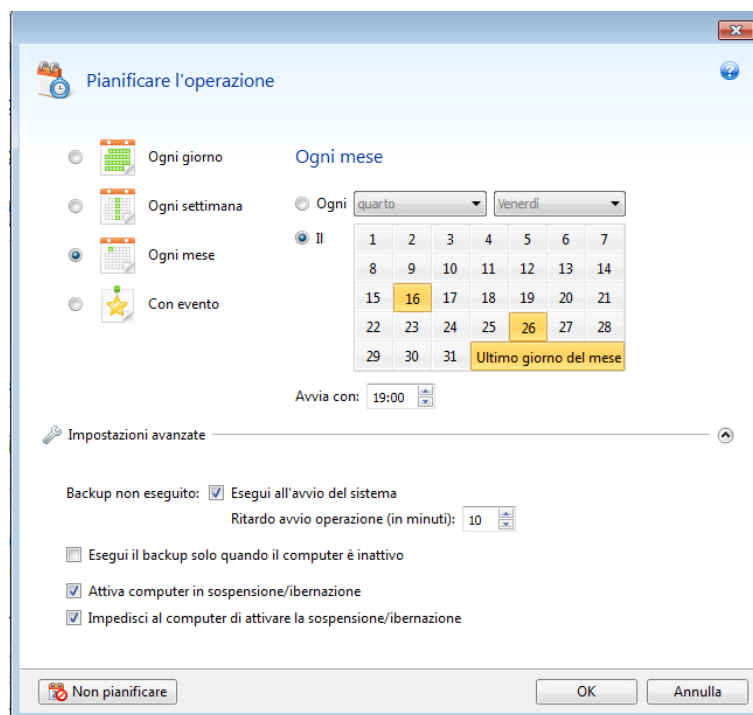 Pianificare l'operazione
Ogni giorno
Ogni settimana
Ogni mese
Con evento
Ogni mese
Ogni quarto Venerdì
Il
1 2 3 4 5 6 7
8 9 10 11 12 13 14
15 16 17 18 19 20 21
22 23 24 25 26 27 28
29 30 31 Ultimo giorno del mese
Avvia con: 19:00
Impostazioni avanzate
Backup non eseguito: Esegui all'avvio del sistema
Ritardo avvio operazione (in minuti): 10
Esegui il backup solo quando il computer è inattivo
Attiva computer in sospensione/ibernazione
Impedisci al computer di attivare la sospensione/ibernazione
Non pianificare OK Annulla